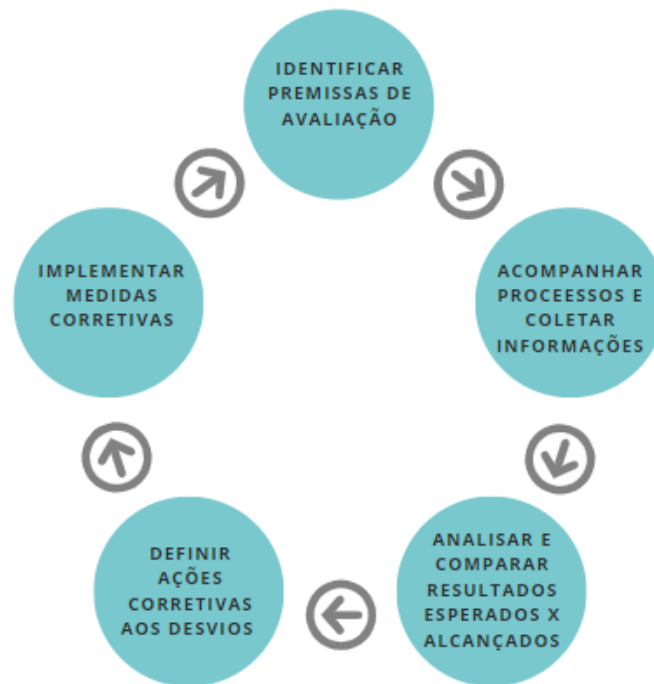 IDENTIFICAR
PREMISSAS DE
AVALIAÇÃO
ACOMPANHAR
PROCEESSOS E
COLETAR
INFORMAÇÕES
ANALISAR E
COMPARAR
RESULTADOS
ESPERADOS X
ALCANÇADOS
DEFINIR
AÇÕES
CORRETIVAS
AOS DESVIOS
IMPLEMENTAR
MEDIDAS
CORRETIVAS